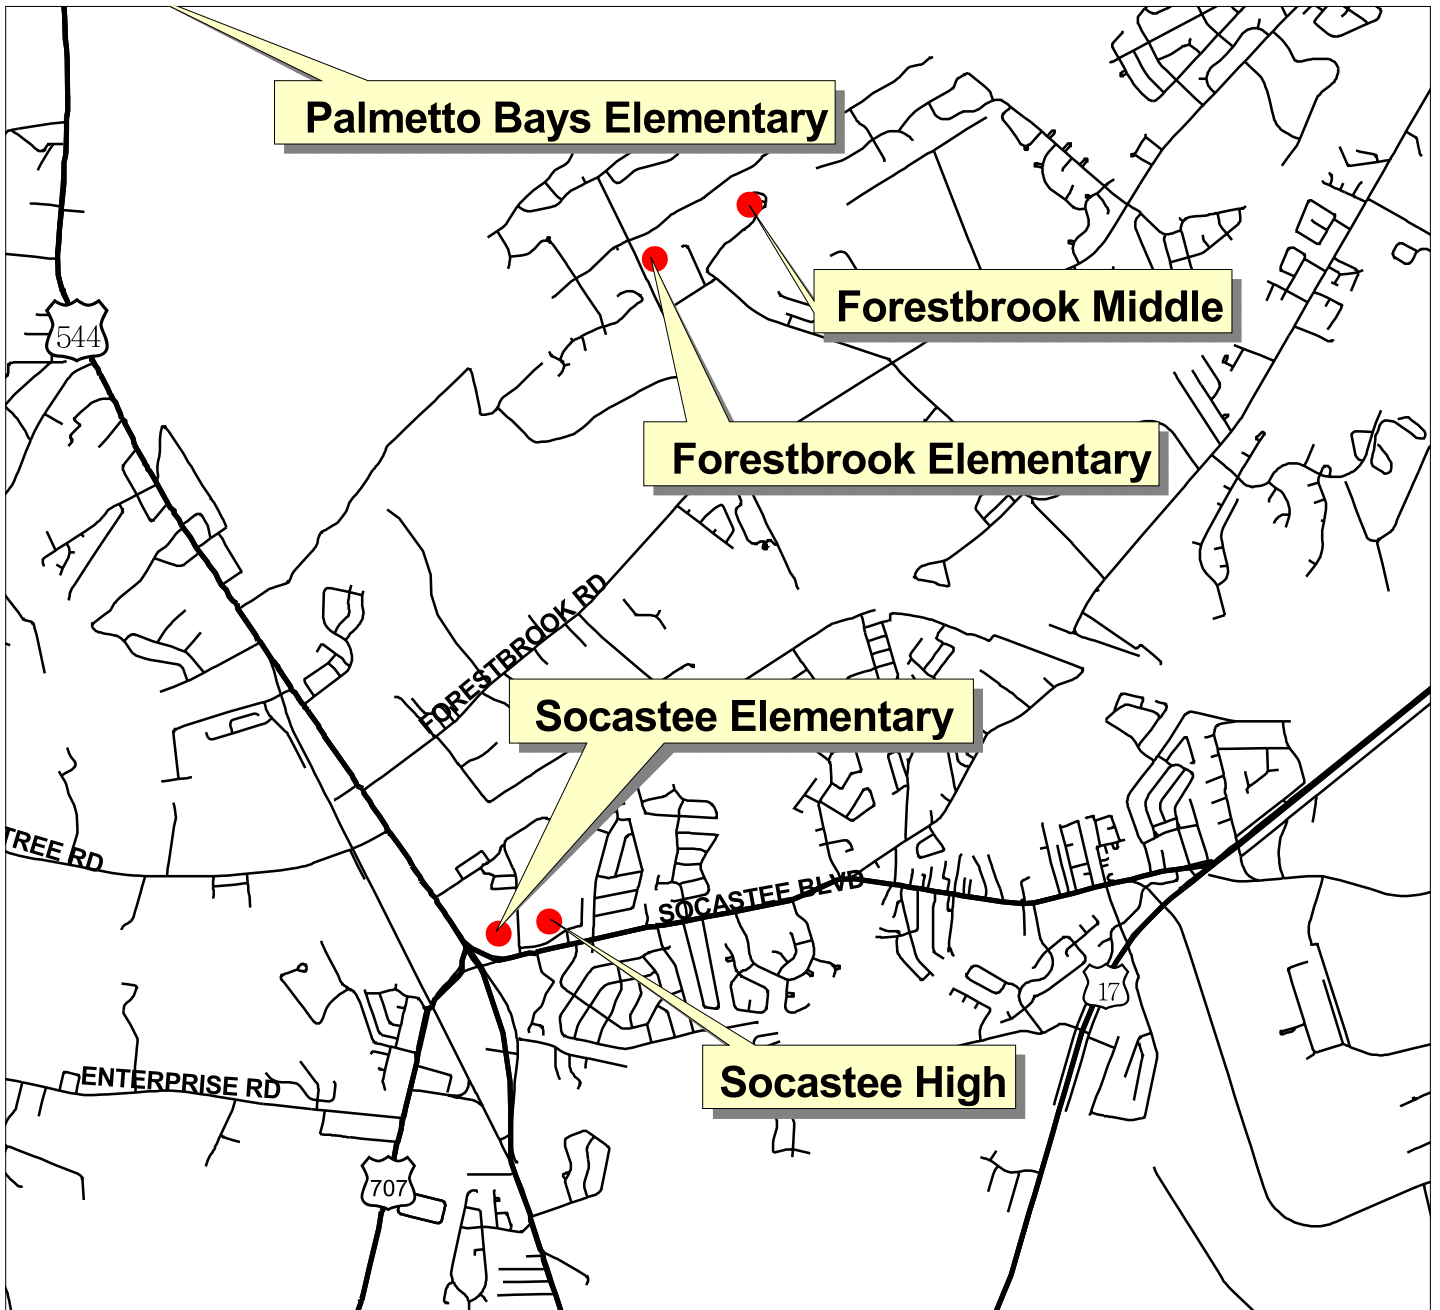 Palmetto Bays Elementary
Forestbrook Middle
544
Forestbrook Elementary
FORESTBROOK RD
Socastee Elementary
TREE RD
SOCASTEE BLVD
17
Socastee High
ENTERPRISE RD
707